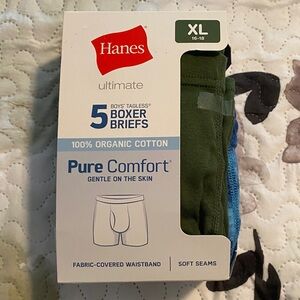 Hanes
XL
16-18
ultimate
5 BOYS' TAGLESS®
BOXER
BRIEFS
100% ORGANIC COTTON
Pure Comfort®
GENTLE ON THE SKIN
FABRIC-COVERED WAISTBAND | SOFT SEAMS